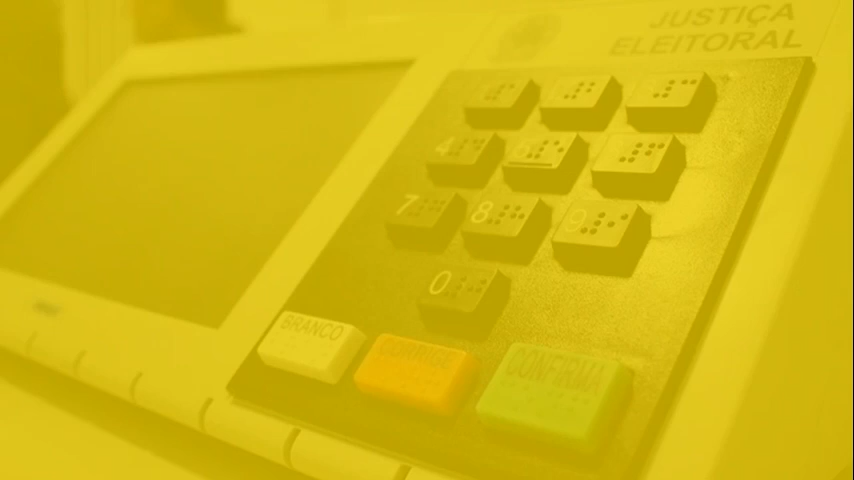 JUSTIÇA
ELEITORAL
4
7 8 9
0
BRANCO
CORRIGE
CONFIRMA